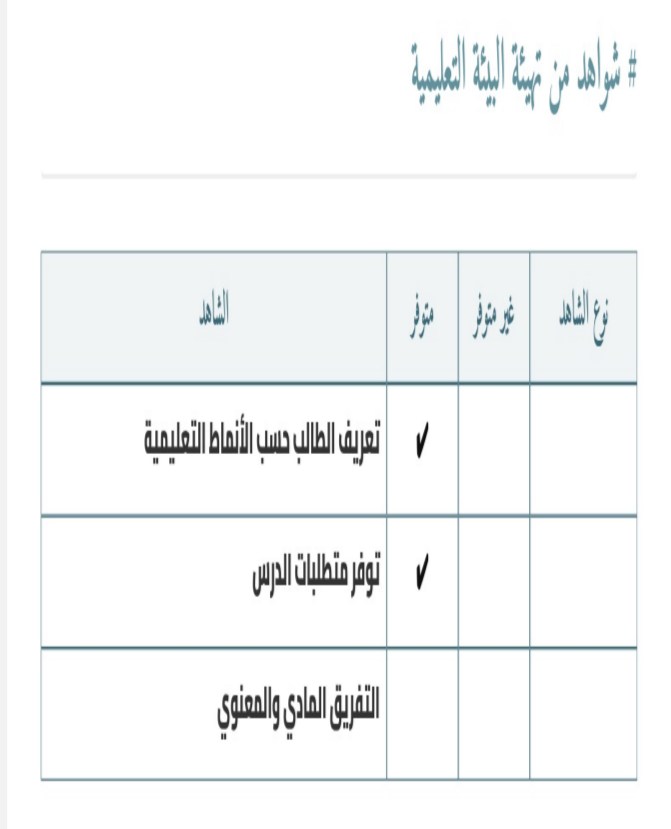 # شواهد من تهيئة البيئة التعليمية
نوع الشاهد غير متوفر متوفر الشاهد
✓ تعريف الطالب حسب الأنماط التعليمية
✓ توفر متطلبات الدرس
التفريق المادي والمعنوي